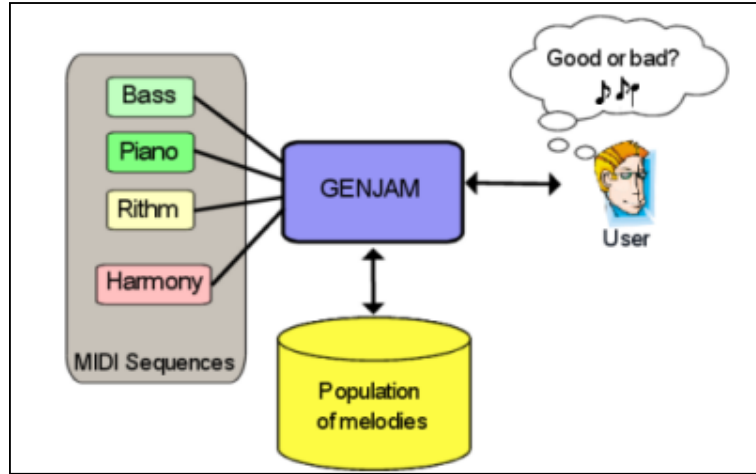 Good or bad?
Bass
Piano
Rithm
Harmony
MIDI Sequences
GENJAM
User
Population
of melodies